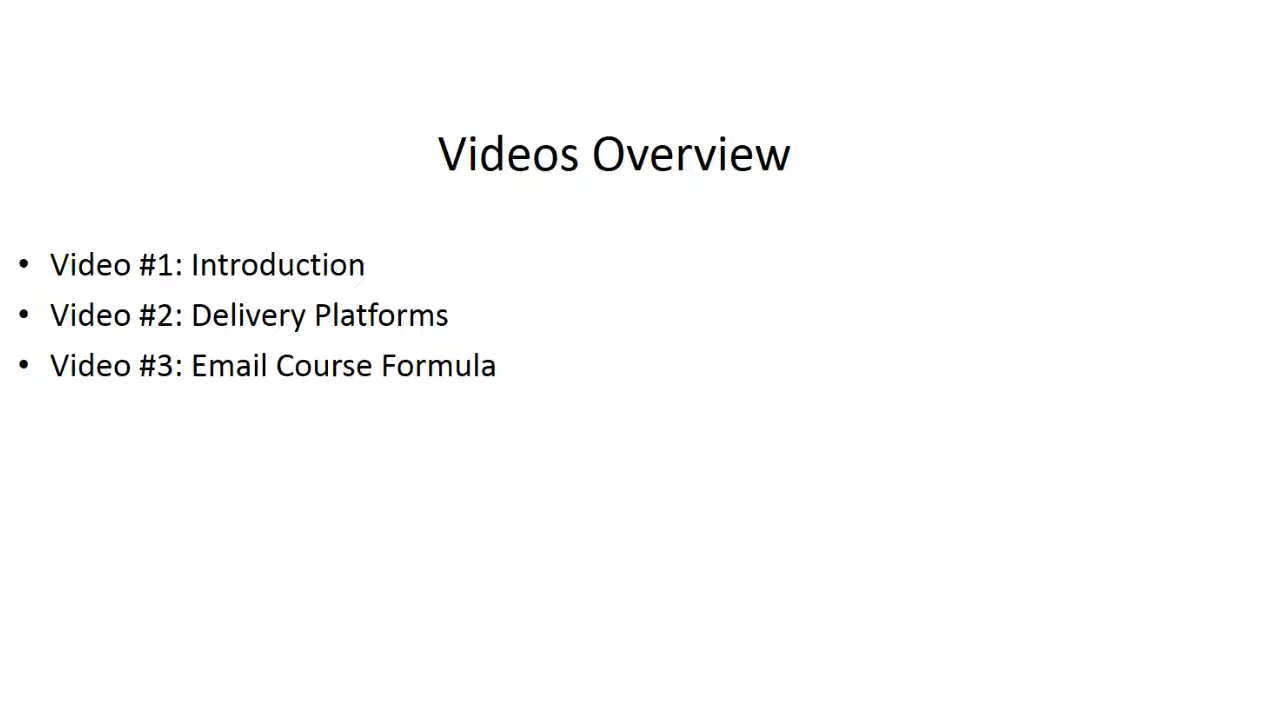 Videos Overview
• Video #1: Introduction
• Video #2: Delivery Platforms
• Video #3: Email Course Formula